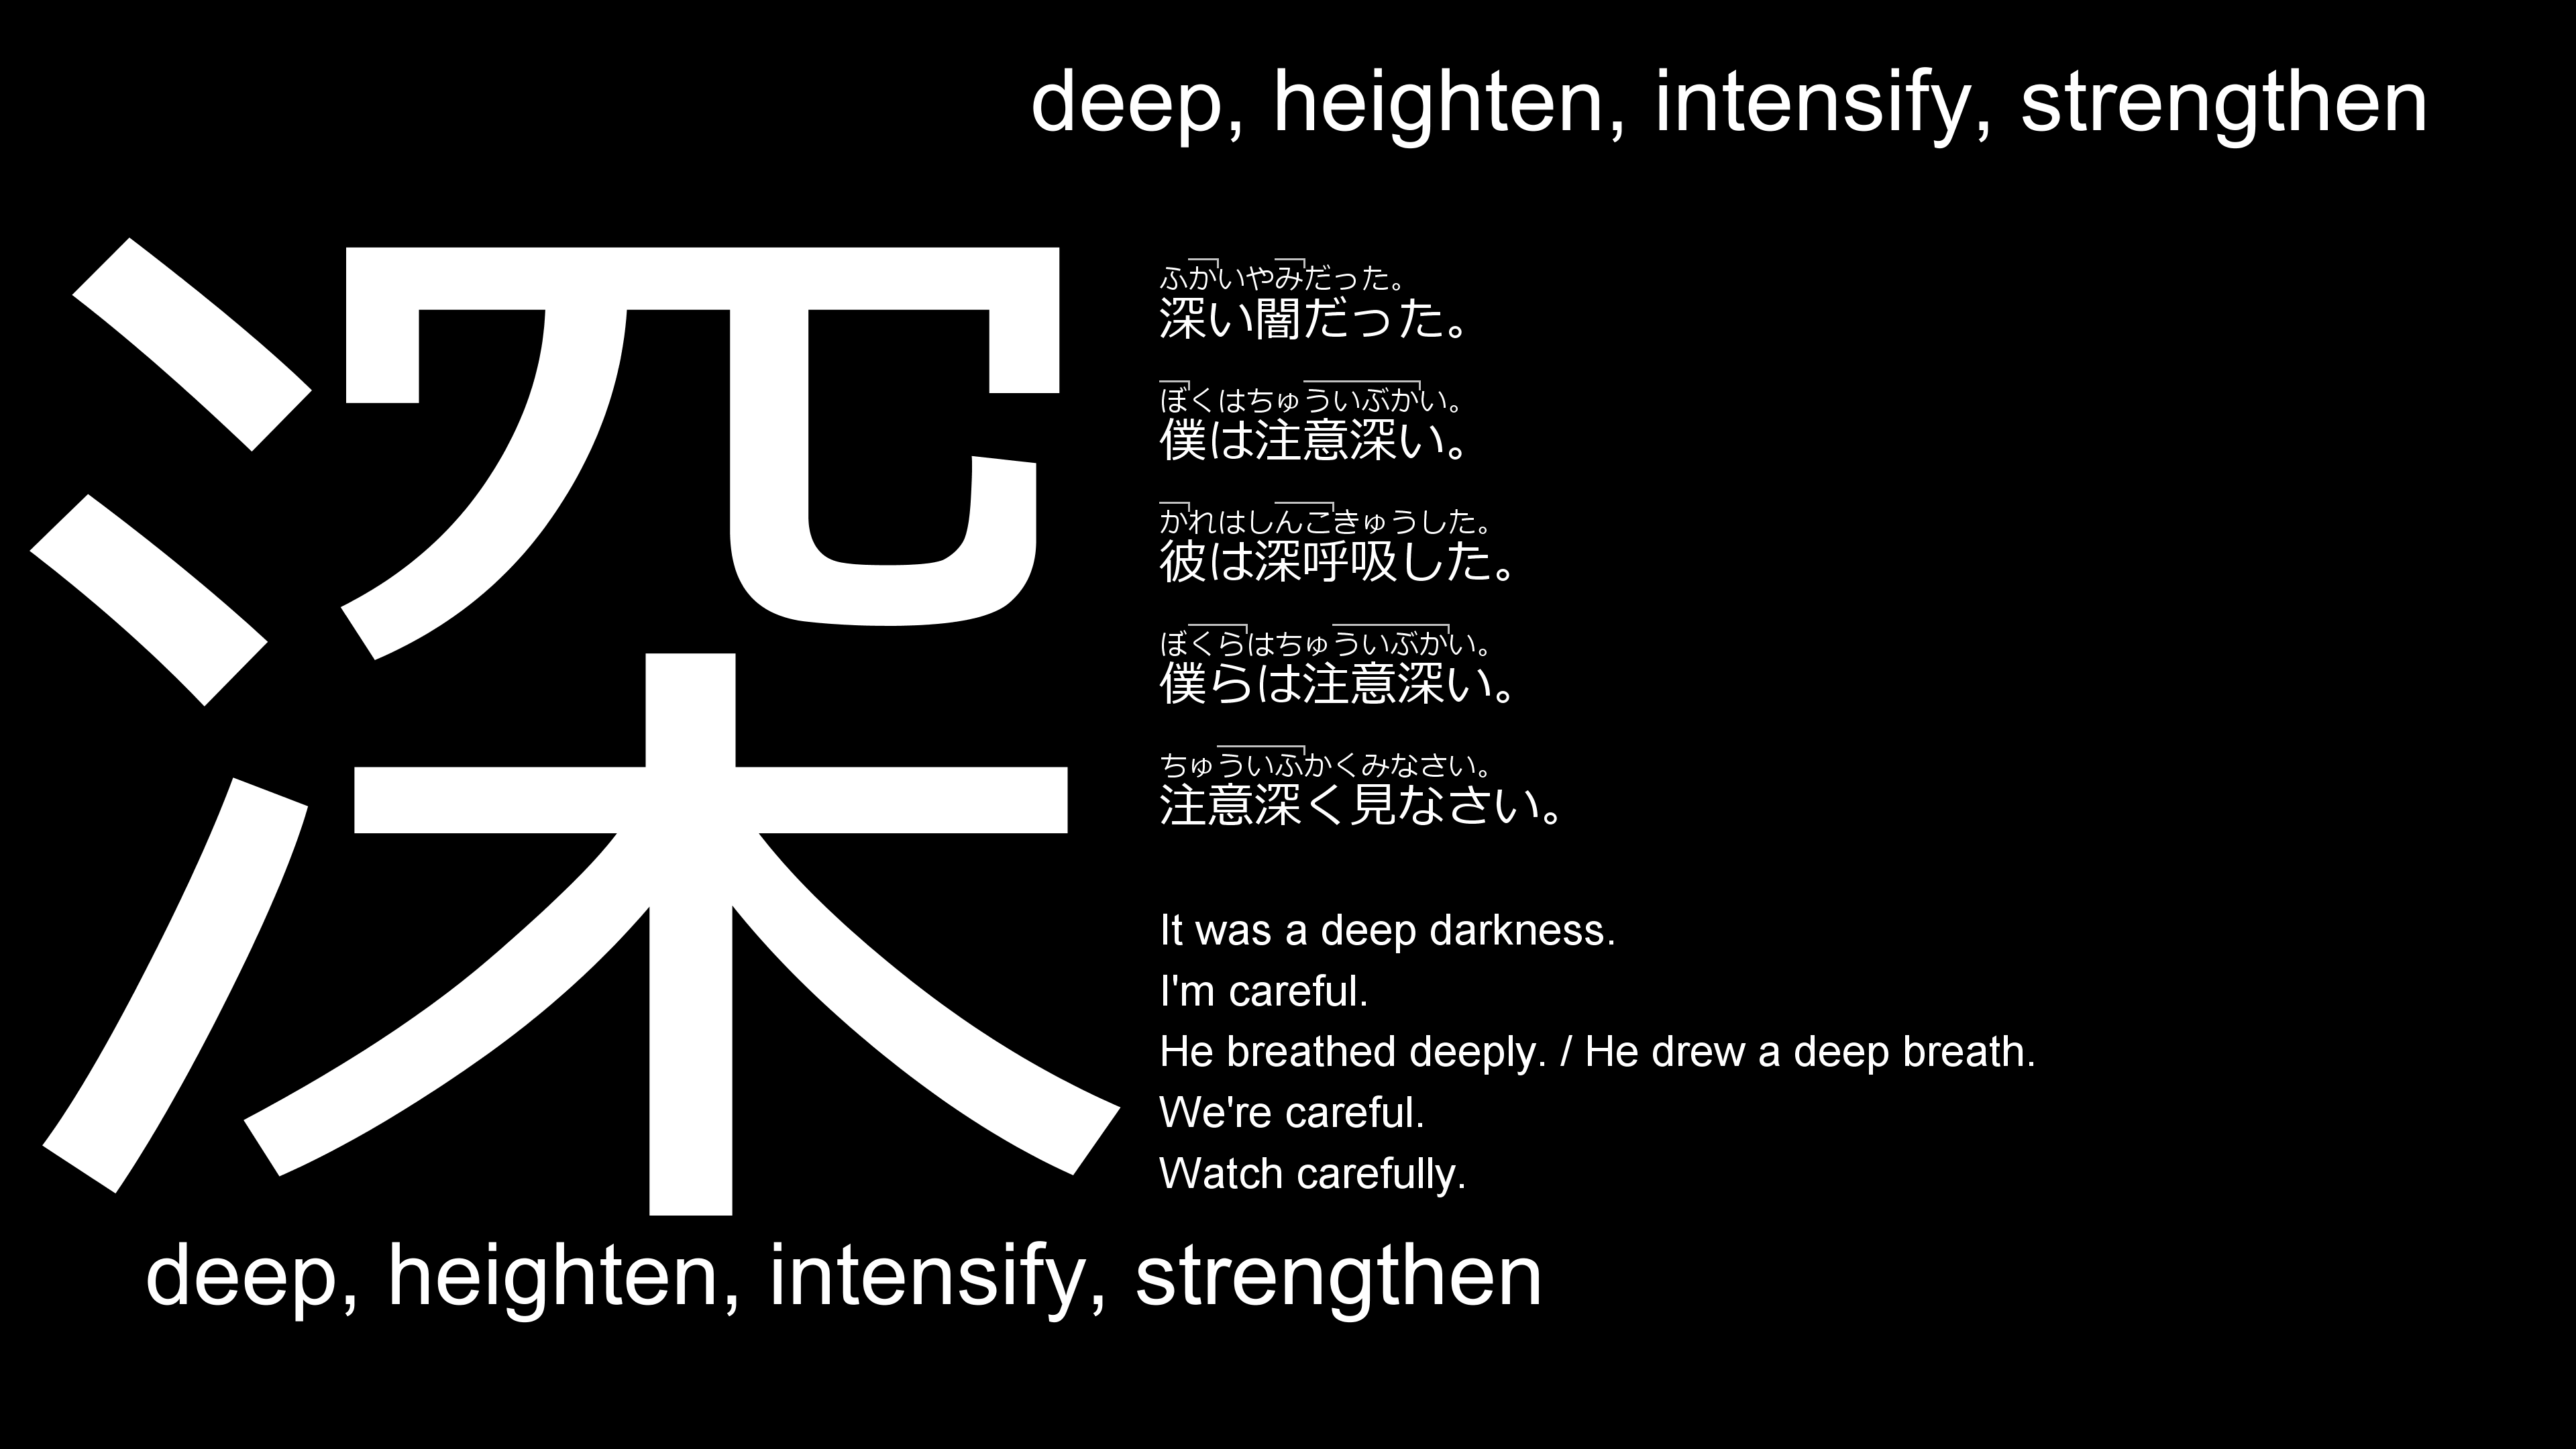 deep, heighten, intensify, strengthen
深
ふかいやみだった。
深い闇だった。
ぼくはちゅういぶかい。
僕は注意深い。
かれはしんこきゅうした。
彼は深呼吸した。
ぼくらはちゅういぶかい。
僕らは注意深い。
ちゅういふかくみなさい。
注意深く見なさい。
It was a deep darkness.
I'm careful.
He breathed deeply. / He drew a deep breath.
We're careful.
Watch carefully.
deep, heighten, intensify, strengthen